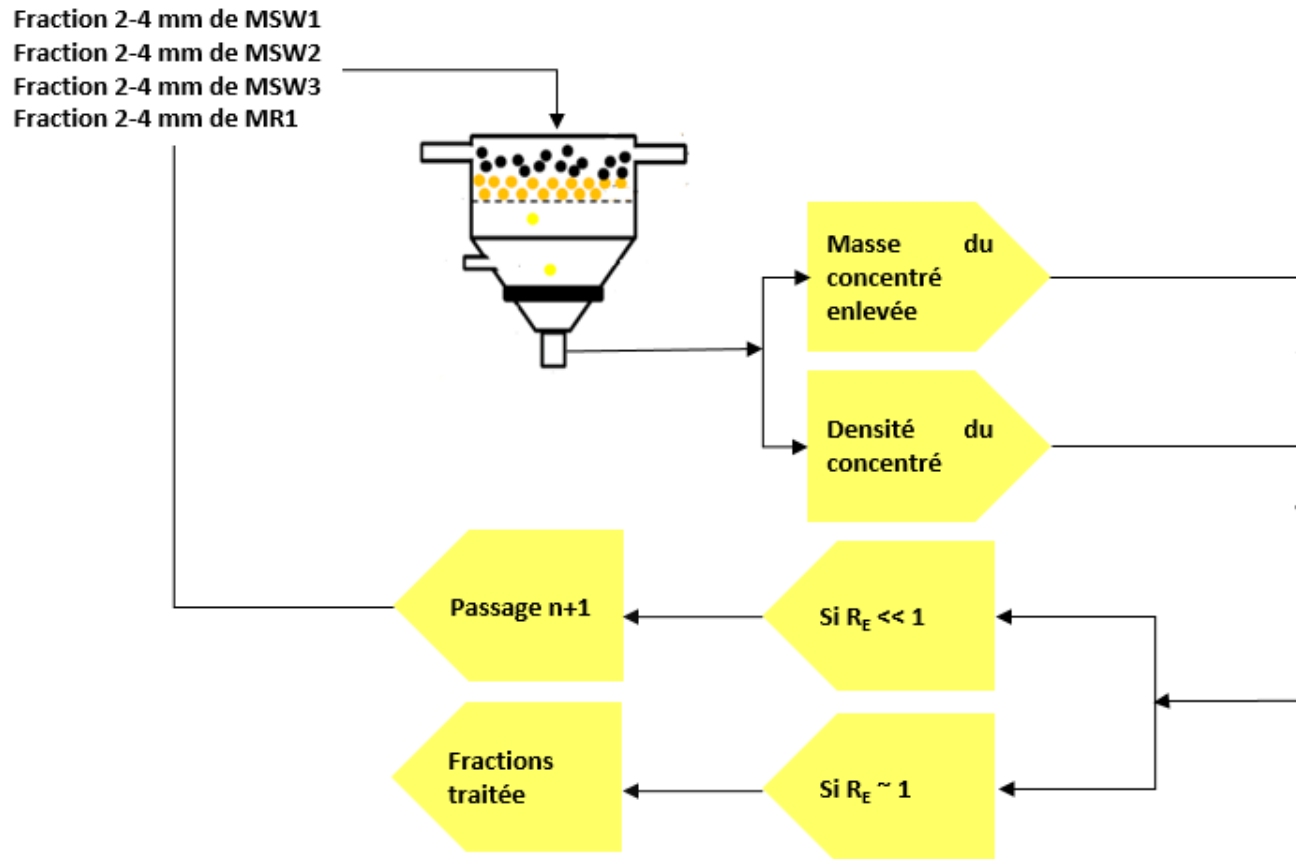 Fraction 2-4 mm de MSW1
Fraction 2-4 mm de MSW2
Fraction 2-4 mm de MSW3
Fraction 2-4 mm de MR1
Masse du
concentré
enlevée
Densité du
concentré
Passage n+1
Si R_E << 1
Fractions
traitée
Si R_E ~ 1